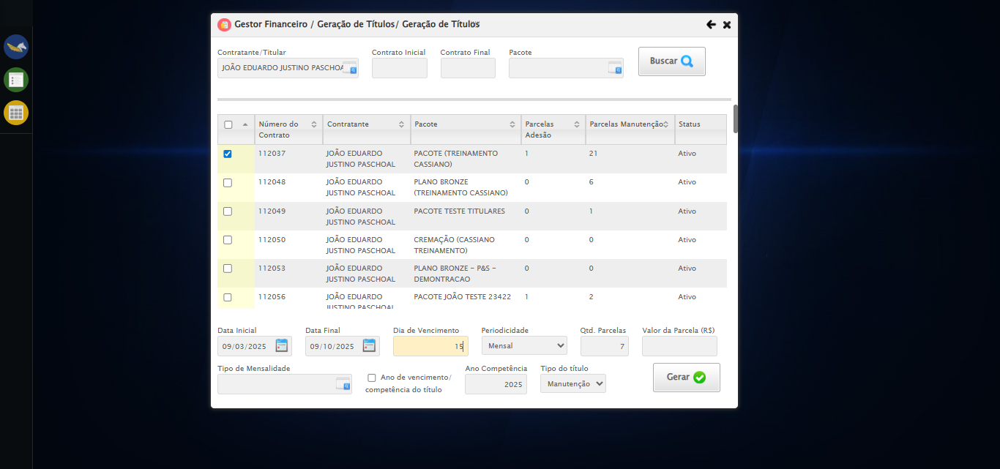 Gestor Financeiro / Geração de Títulos/ Geração de Títulos
Contratante/Titular
Contrato Inicial
Contrato Final
Pacote
JOÃO EDUARDO JUSTINO PASCHOA
Buscar
Número do
Contrato
Contratante
Pacote
Parcelas
Adesão
Parcelas Manutenção
Status
112037
JOÃO EDUARDO
JUSTINO PASCHOAL
PACOTE (TREINAMENTO
CASSIANO)
1
21
Ativo
112048
JOÃO EDUARDO
JUSTINO PASCHOAL
PLANO BRONZE
(TREINAMENTO CASSIANO)
0
6
Ativo
112049
JOÃO EDUARDO
JUSTINO PASCHOAL
PACOTE TESTE TITULARES
0
1
Ativo
112050
JOÃO EDUARDO
JUSTINO PASCHOAL
CREMAÇÃO (CASSIANO
TREINAMENTO)
0
0
Ativo
112053
JOÃO EDUARDO
JUSTINO PASCHOAL
PLANO BRONZE - P&S -
DEMONTRACAO
0
0
Ativo
112056
JOÃO EDUARDO
JUSTINO PASCHOAL
PACOTE JOÃO TESTE 23422
1
2
Ativo
Data Inicial
Data Final
Dia de Vencimento
Periodicidade
Qtd. Parcelas
Valor da Parcela (R$)
09/03/2025
09/10/2025
15
Mensal
7
Tipo de Mensalidade
Ano de vencimento/
competência do título
Ano Competência
Tipo do título
2025
Manutenção
Gerar